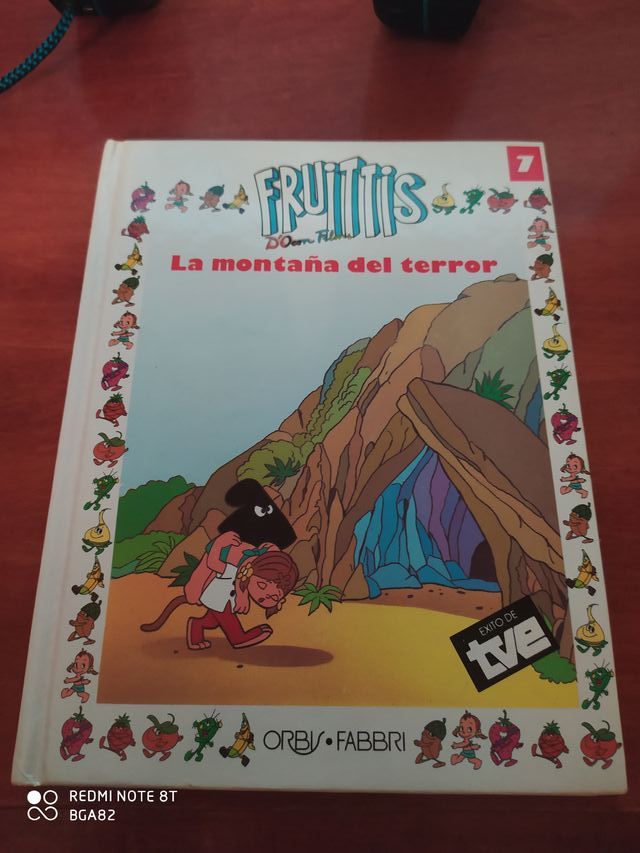 7
FRUITTIS
D'Ocon Films
La montaña del terror
EXITO DE
tve
ORBIS • FABBRI
REDMI NOTE 8T
BGA82